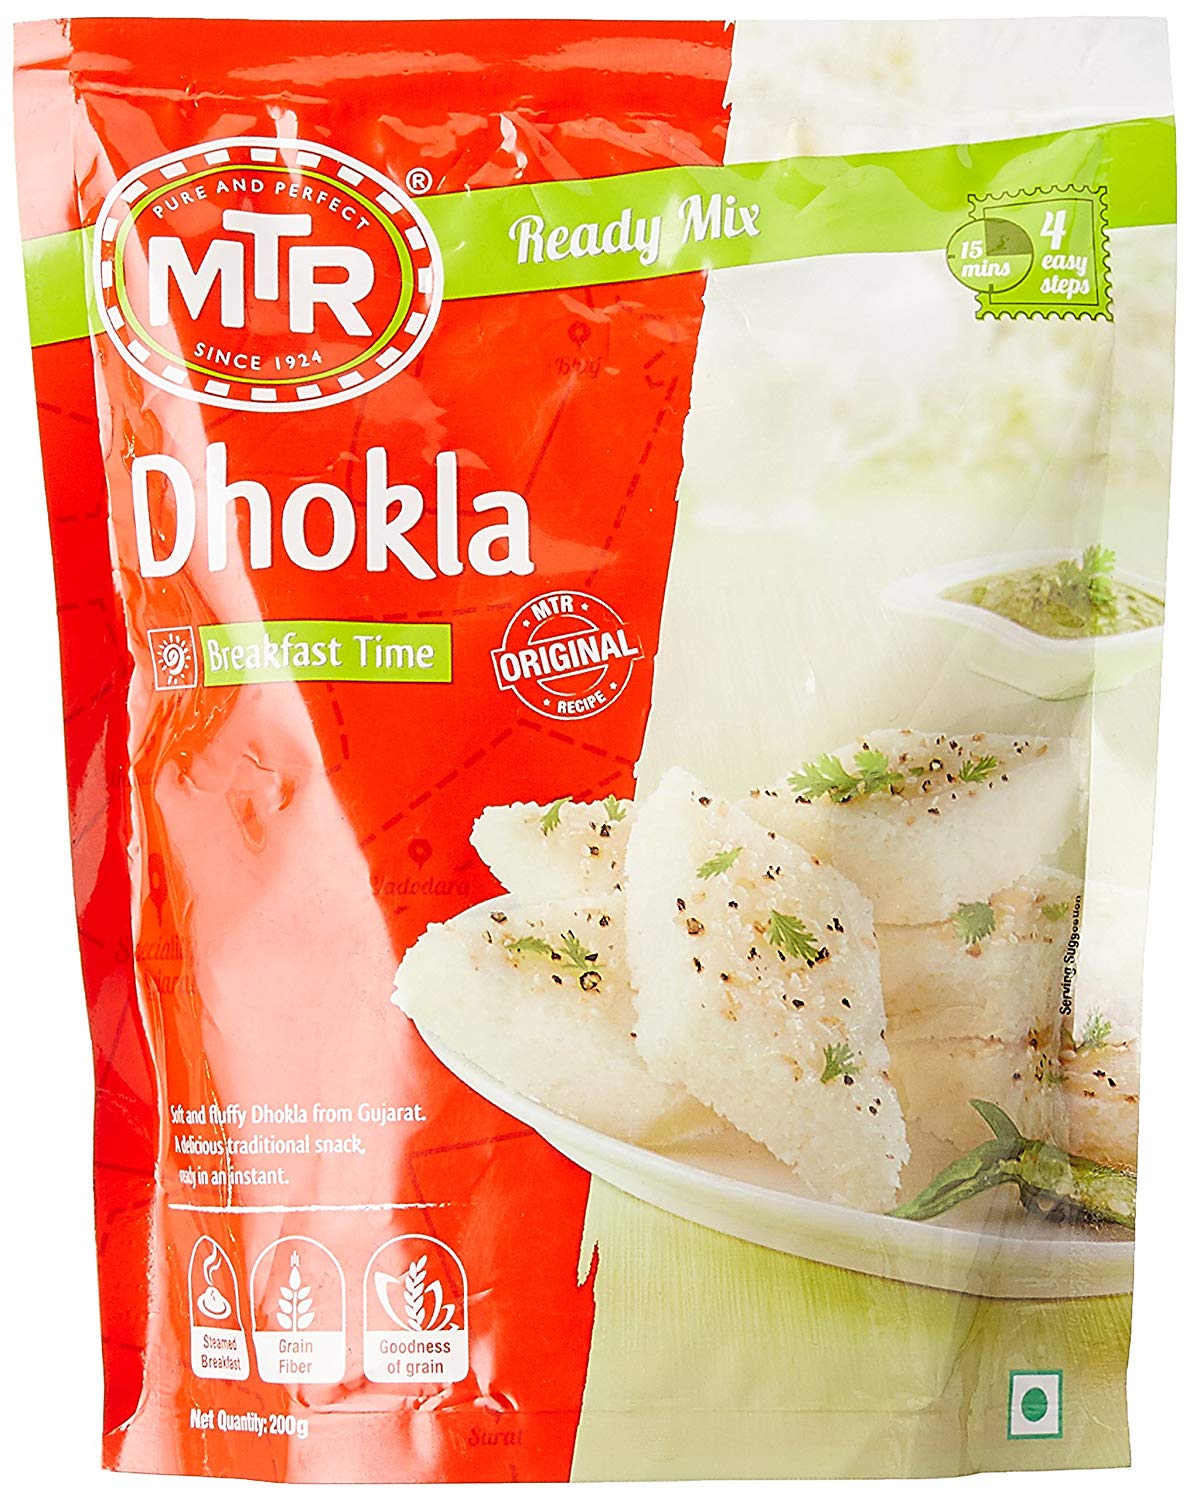 PURE AND PERFECT
MTR
SINCE 1924
®
Ready Mix
15 mins
4 easy steps
Bhuj
Dhokla
Breakfast Time
MTR
ORIGINAL
RECIPE
Vadodara
Serving Suggestion
Soft and fluffy Dhokla from Gujarat.
A delicious traditional snack,
ready in an instant.
Steamed
Breakfast
Grain
Fiber
Goodness
of grain
Net Quantity: 200g
Surat